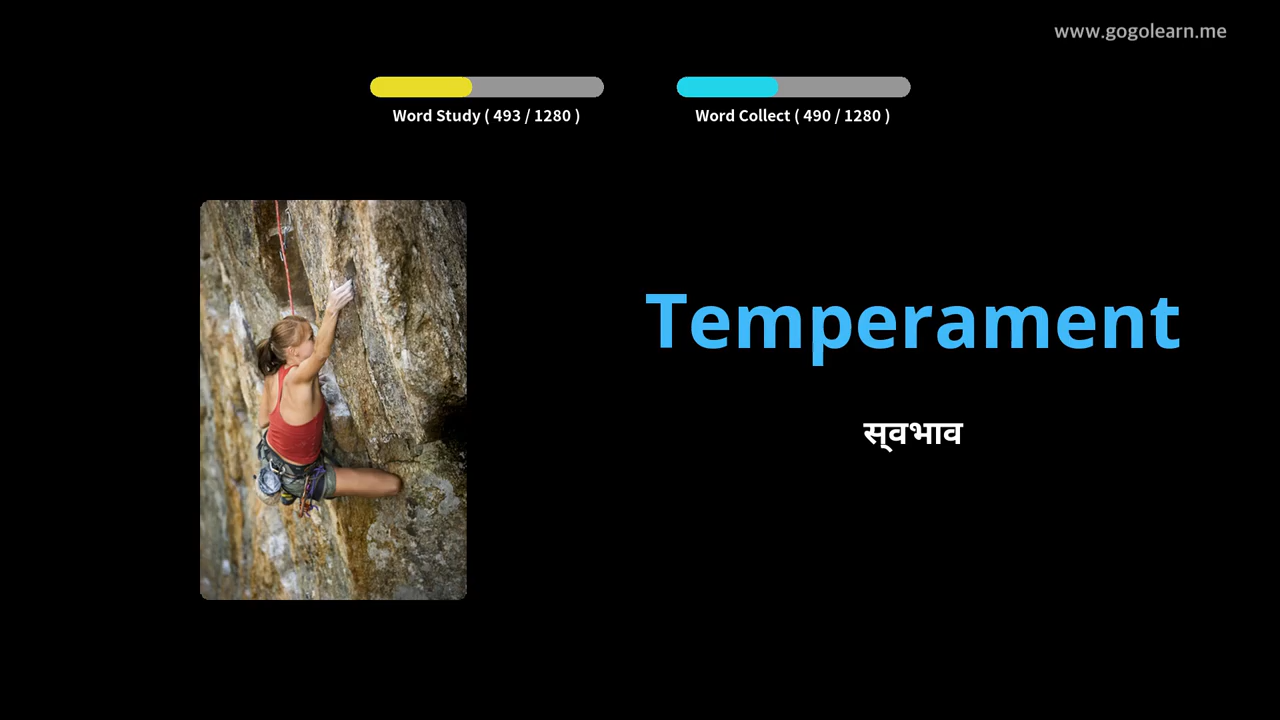 www.gogolearn.me
Word Study ( 493 / 1280 )
Word Collect ( 490 / 1280 )
Temperament
स्वभाव